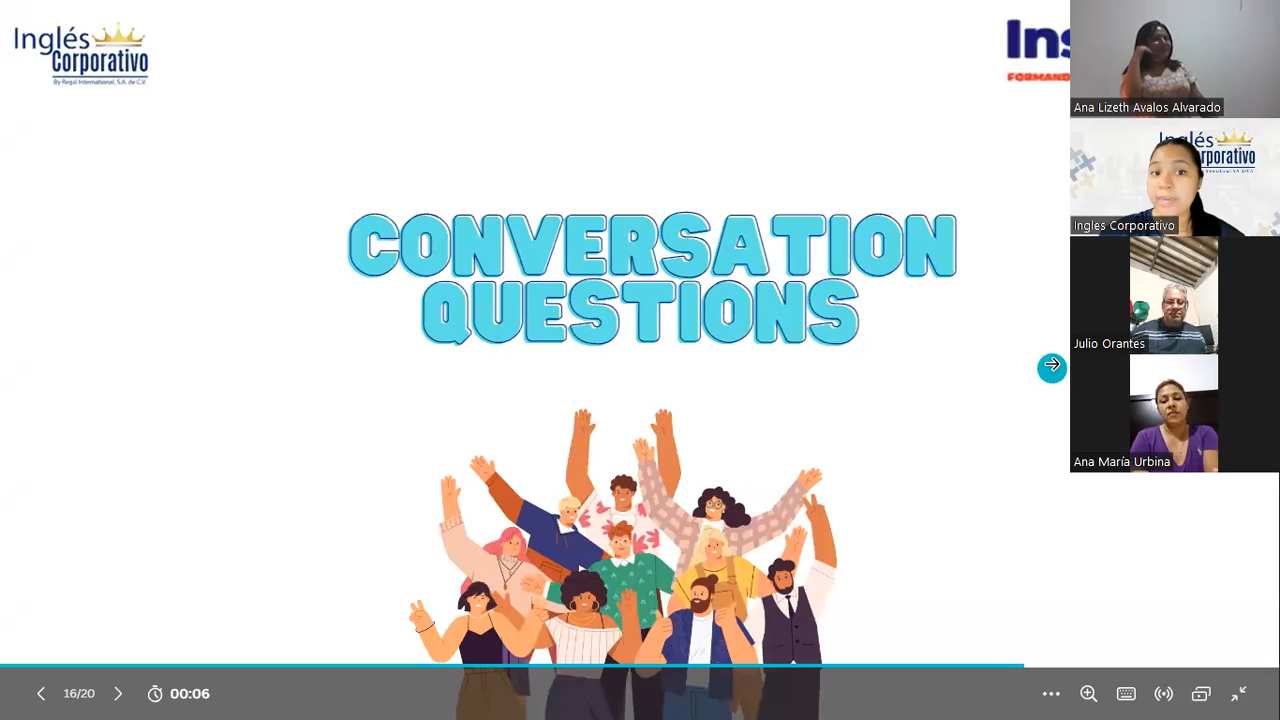 Inglés
Corporativo
By Regal International, S.A. de C.V.
Ins
FORMAND
CONVERSATION
QUESTIONS
Ana Lizeth Avalos Alvarado
Inglés
rporativo
Ingles Corporativo
Julio Orantes
Ana María Urbina
16/20
00:06